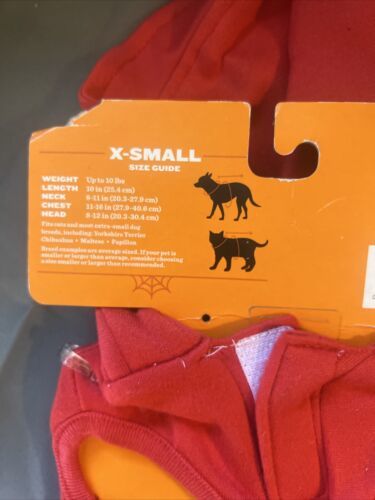 X-SMALL
SIZE GUIDE
WEIGHT Up to 10 lbs
LENGTH 10 in (25.4 cm)
NECK 8-11 in (20.3-27.9 cm)
CHEST 11-16 in (27.9-40.6 cm)
HEAD 8-12 in (20.3-30.4 cm)
Fits cats and most extra-small dog
breeds, including: Yorkshire Terrier
Chihuahua • Maltese • Papillon
Breed examples are average sized. If your pet is
smaller or larger than average, consider choosing
a size smaller or larger than recommended.